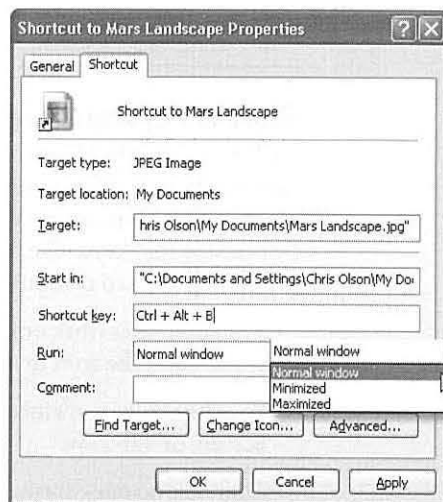 Shortcut to Mars Landscape Properties
General Shortcut
Shortcut to Mars Landscape
Target type: JPEG Image
Target location: My Documents
Target: hris Olson\My Documents\Mars Landscape.jpg"
Start in: "C:\Documents and Settings\Chris Olson\My Do
Shortcut key: Ctrl + Alt + B
Run: Normal window Normal window
Normal window
Minimized
Comment: Maximized
Find Target... Change Icon... Advanced...
OK Cancel Apply